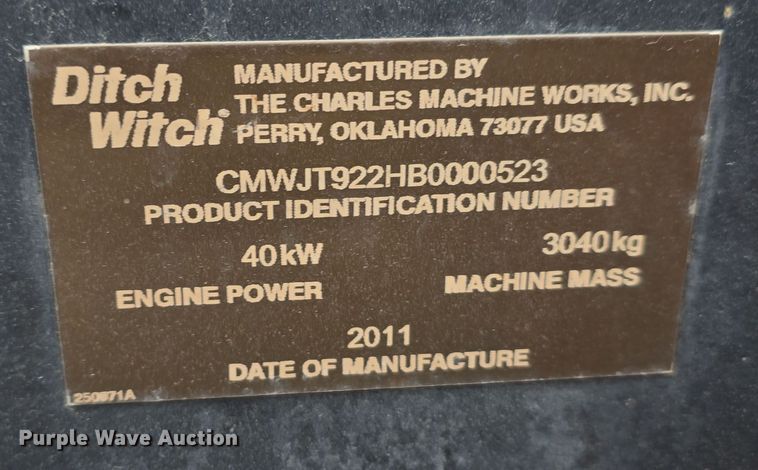 Ditch Witch® MANUFACTURED BY
THE CHARLES MACHINE WORKS, INC.
PERRY, OKLAHOMA 73077 USA
CMWJT922HB0000523
PRODUCT IDENTIFICATION NUMBER
40kW 3040kg
ENGINE POWER MACHINE MASS
2011
DATE OF MANUFACTURE
250871A
Purple Wave Auction